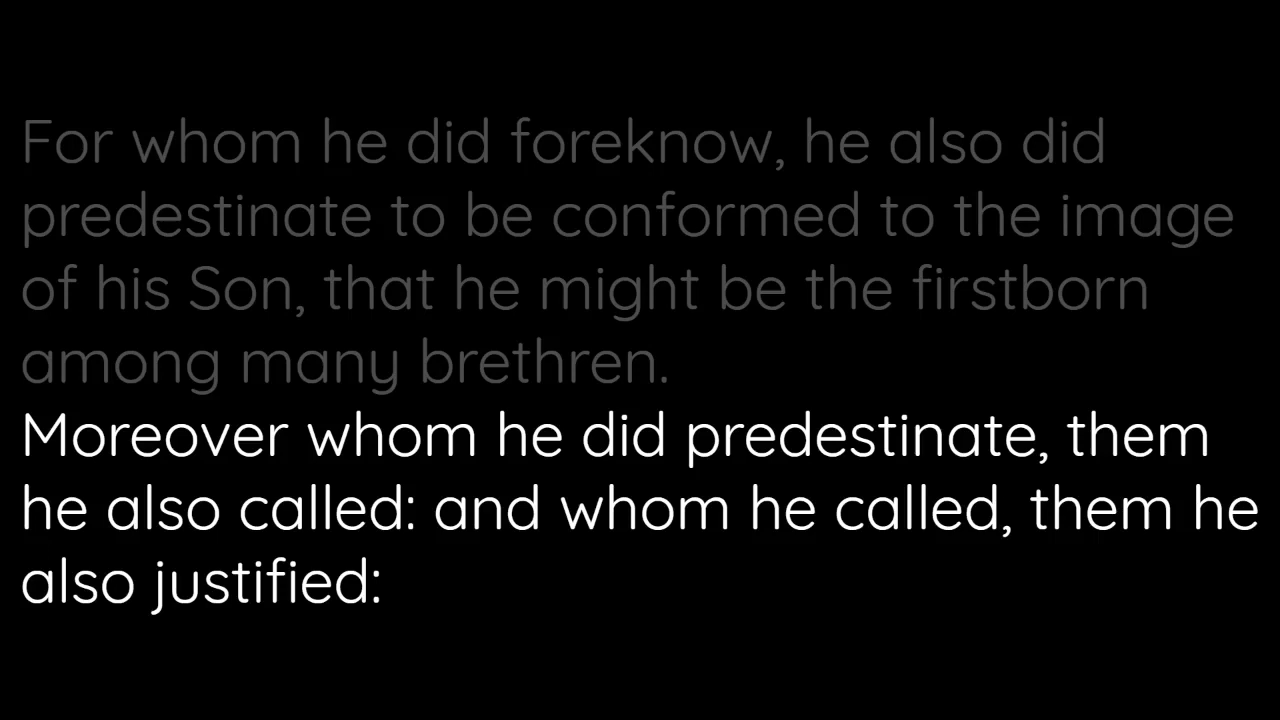 For whom he did foreknow, he also did
predestinate to be conformed to the image
of his Son, that he might be the firstborn
among many brethren.
Moreover whom he did predestinate, them
he also called: and whom he called, them he
also justified: